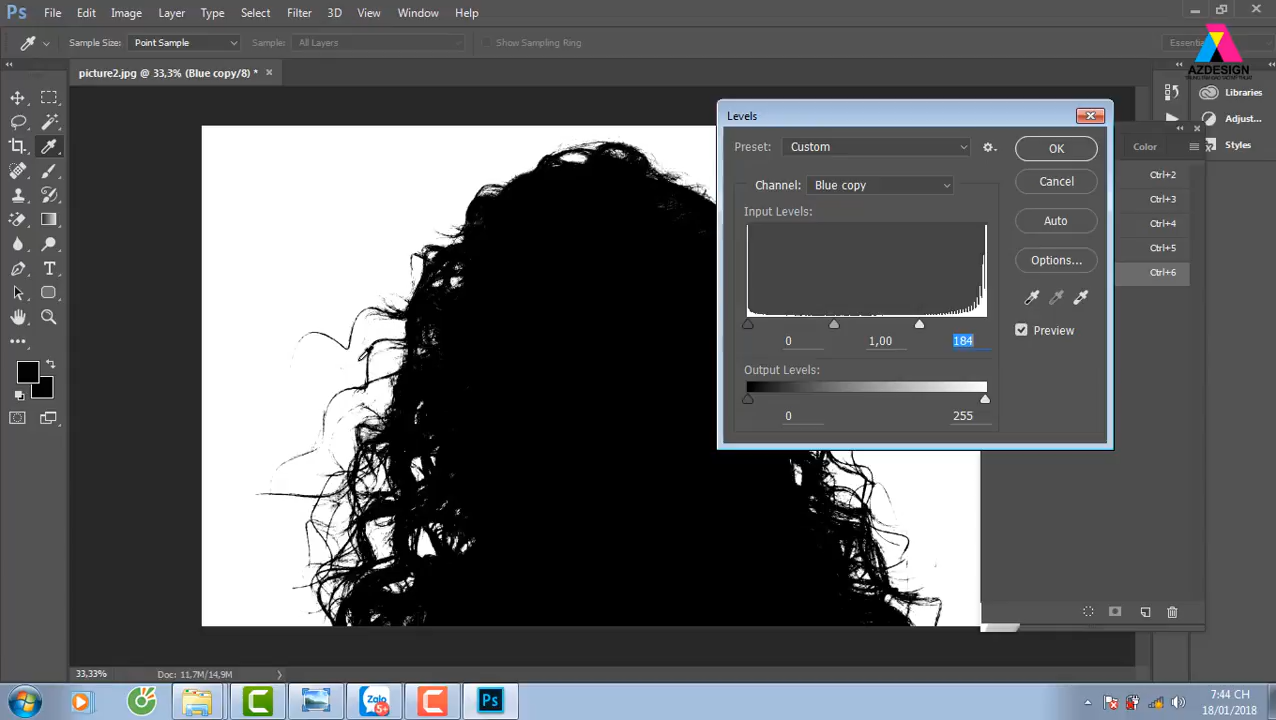 Ps File Edit Image Layer Type Select Filter 3D View Window Help
Sample Size: Point Sample Sample: All Layers Show Sampling Ring
AZDESIGN
picture2.jpg @ 33,3% (Blue copy/8) *
Libraries
Levels
Adjust...
Preset: Custom
OK
Color
Styles
Channel: Blue copy
Cancel
Ctrl+2
Input Levels:
Ctrl+3
Auto
Ctrl+4
Ctrl+5
Options...
Ctrl+6
Preview
0 1,00 184
Output Levels:
0 255
33,33% Doc: 11,7M/14,9M
Zalo
5+
Ps
7:44 CH
18/01/2018